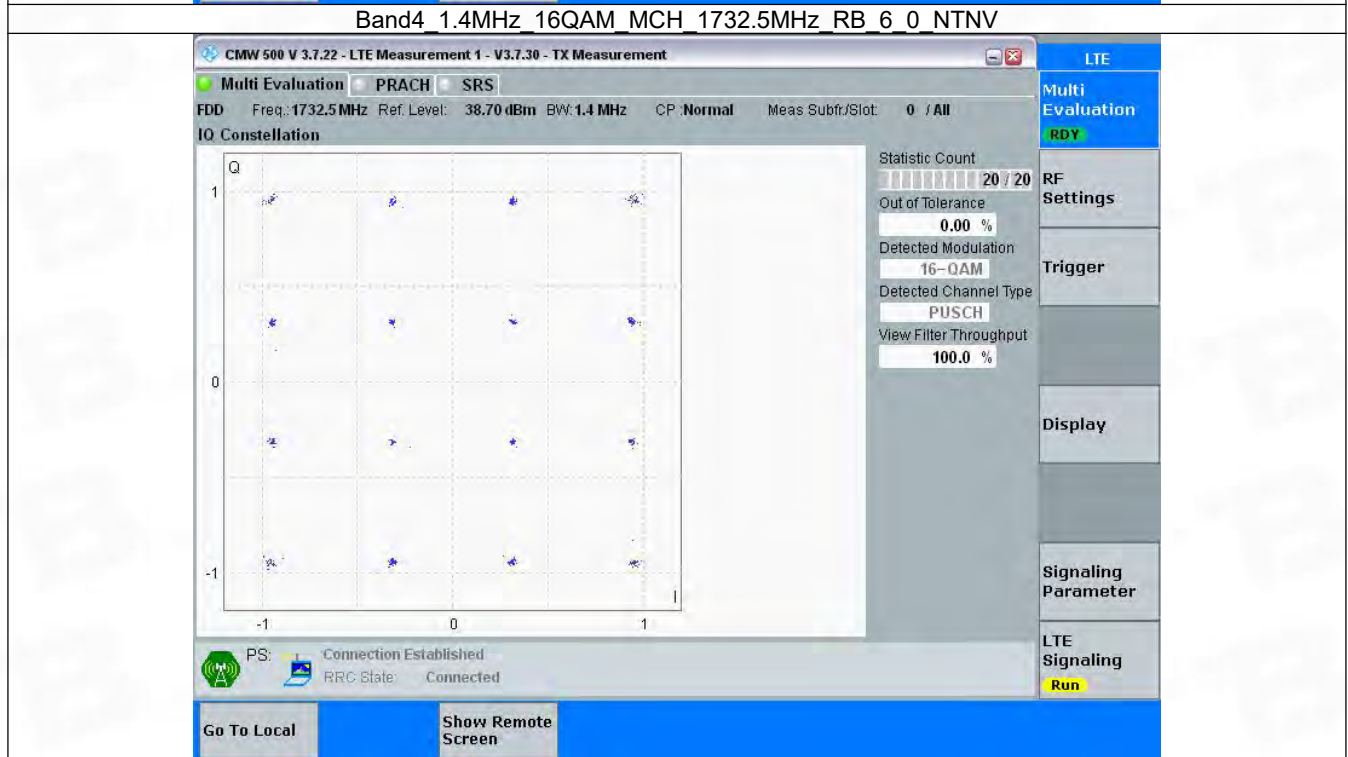 Band4_1.4MHz_16QAM_MCH_1732.5MHz_RB_6_0_NTNV
CMW 500 V 3.7.22 - LTE Measurement 1 - V3.7.30 - TX Measurement
LTE
Multi Evaluation PRACH SRS
Multi
Evaluation
RDY
FDD Freq.: 1732.5 MHz Ref. Level: 38.70 dBm BW: 1.4 MHz CP :Normal Meas Subfr./Slot: 0 / All
IQ Constellation
Q
1
0
-1
-1 0 1
I
Statistic Count
20 / 20
Out of Tolerance
0.00 %
Detected Modulation
16-QAM
Detected Channel Type
PUSCH
View Filter Throughput
100.0 %
RF
Settings
Trigger
Display
Signaling
Parameter
LTE
Signaling
Run
PS: Connection Established
RRC State: Connected
Go To Local
Show Remote
Screen